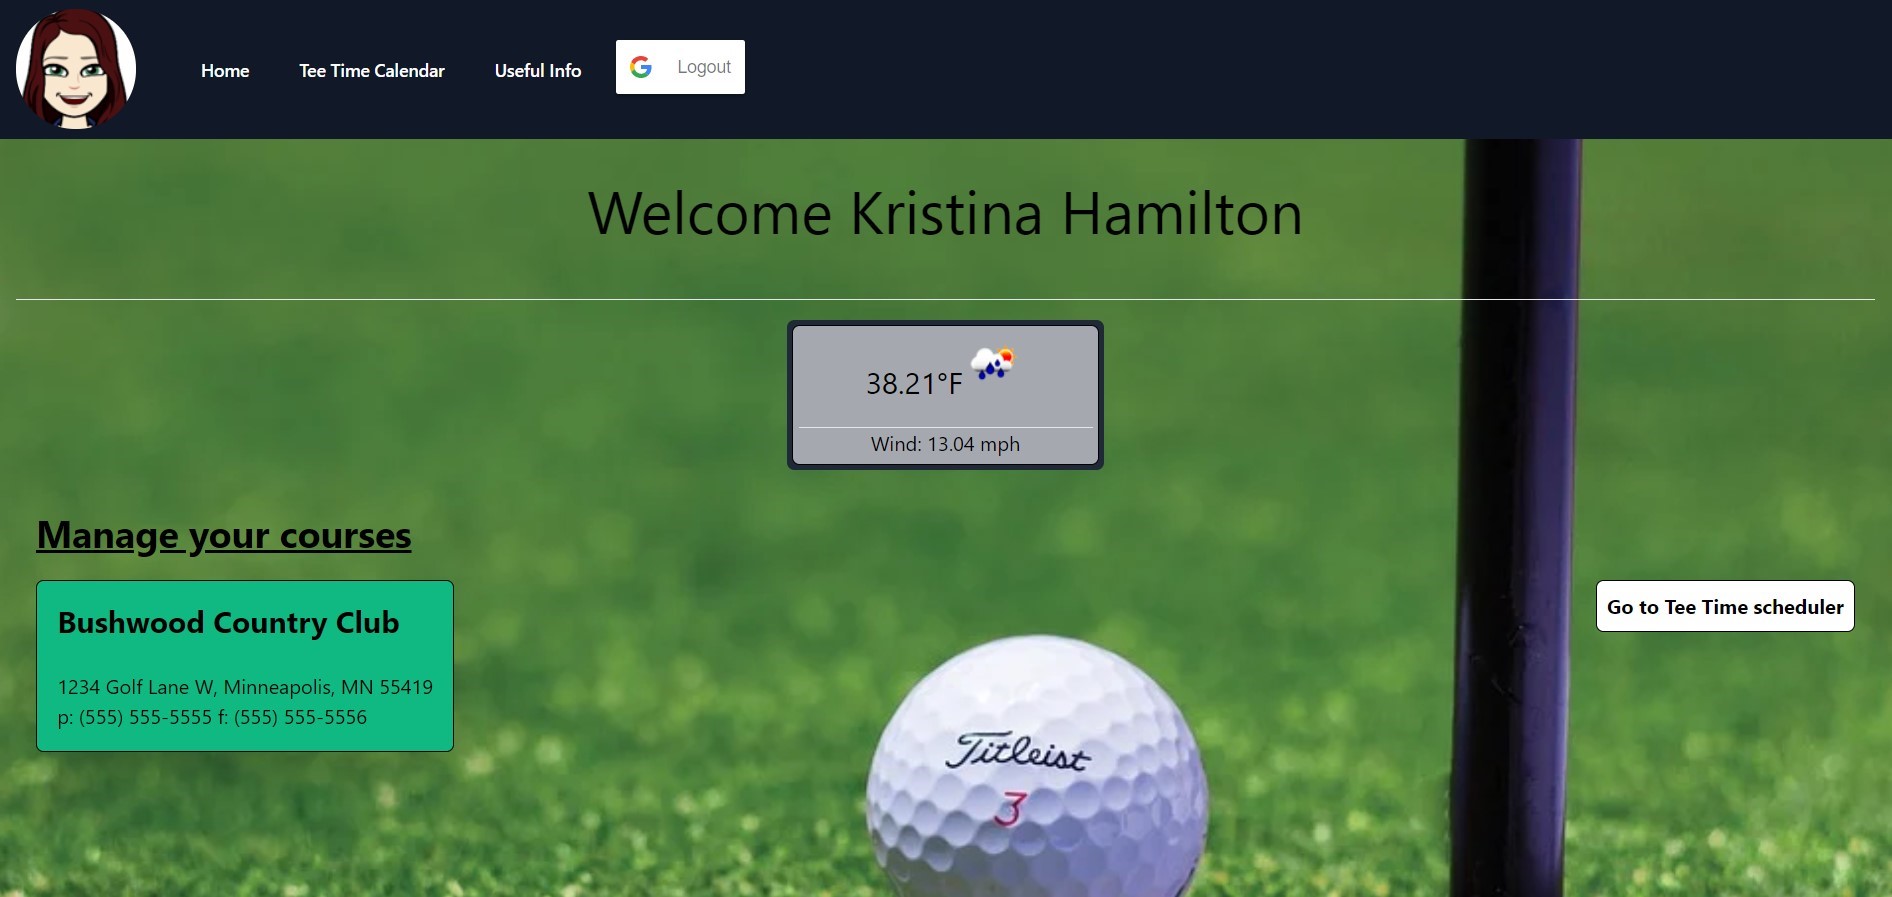 Home
Tee Time Calendar
Useful Info
Logout
Welcome Kristina Hamilton
38.21°F
Wind: 13.04 mph
Manage your courses
Bushwood Country Club
1234 Golf Lane W, Minneapolis, MN 55419
p: (555) 555-5555 f: (555) 555-5556
Go to Tee Time scheduler
Titleist
3